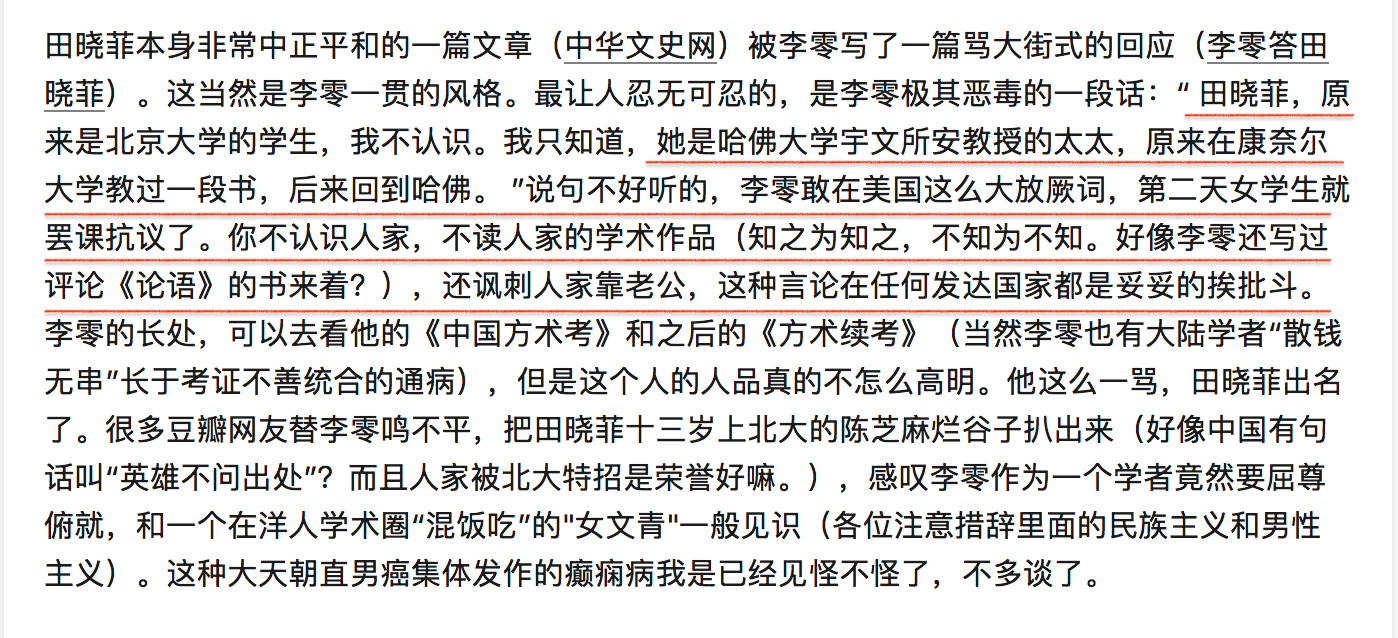 田晓菲本身非常中正平和的一篇文章（中华文史网）被李零写了一篇骂大街式的回应（李零答田
晓菲）。这当然是李零一贯的风格。最让人忍无可忍的，是李零极其恶毒的一段话：“ 田晓菲，原
来是北京大学的学生，我不认识。我只知道，她是哈佛大学宇文所安教授的太太，原来在康奈尔
大学教过一段书，后来回到哈佛。 ”说句不好听的，李零敢在美国这么大放厥词，第二天女学生就
罢课抗议了。你不认识人家，不读人家的学术作品（知之为知之，不知为不知。好像李零还写过
评论《论语》的书来着？），还讽刺人家靠老公，这种言论在任何发达国家都是妥妥的挨批斗。
李零的长处，可以去看他的《中国方术考》和之后的《方术续考》（当然李零也有大陆学者“散钱
无串”长于考证不善统合的通病），但是这个人的人品真的不怎么高明。他这么一骂，田晓菲出名
了。很多豆瓣网友替李零鸣不平，把田晓菲十三岁上北大的陈芝麻烂谷子扒出来（好像中国有句
话叫“英雄不问出处”？而且人家被北大特招是荣誉好嘛。），感叹李零作为一个学者竟然要屈尊
俯就，和一个在洋人学术圈“混饭吃”的"女文青"一般见识（各位注意措辞里面的民族主义和男性
主义）。这种大天朝直男癌集体发作的癫痫病我是已经见怪不怪了，不多谈了。